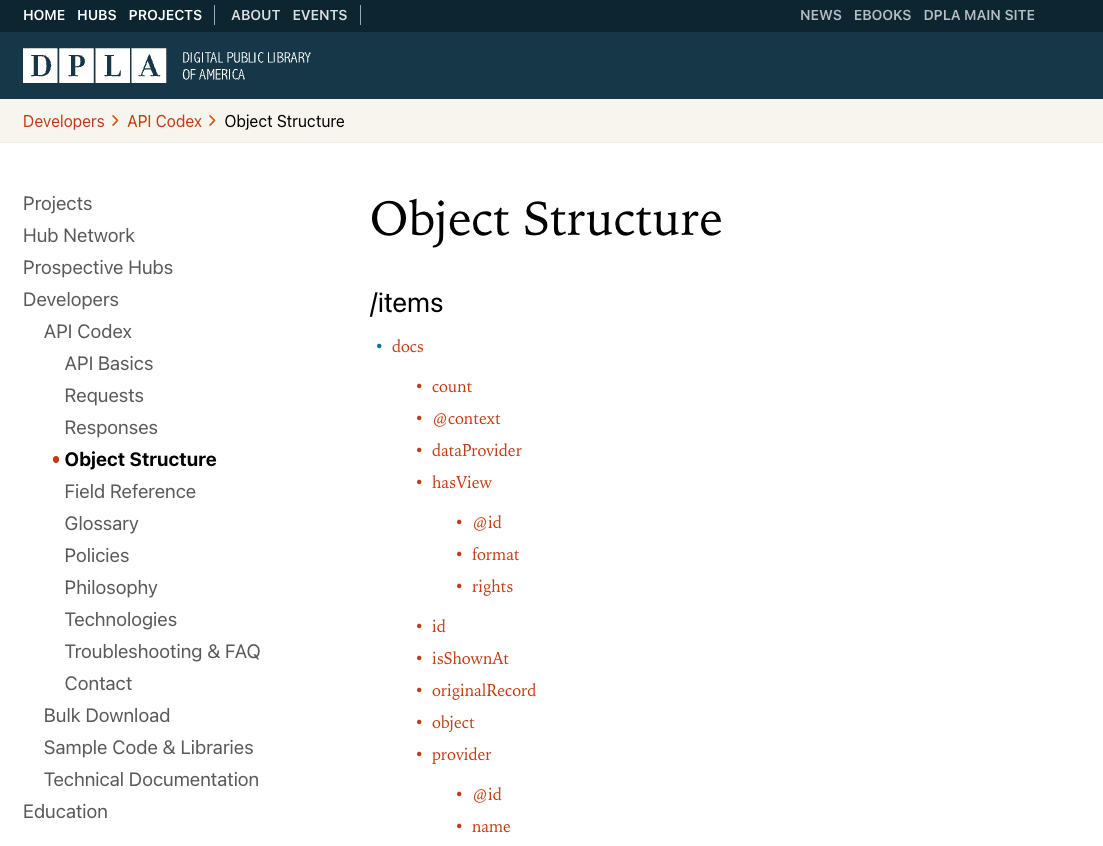 HOME HUBS PROJECTS ABOUT EVENTS NEWS EBOOKS DPLA MAIN SITE
DPLA DIGITAL PUBLIC LIBRARY
OF AMERICA
Developers > API Codex > Object Structure
Projects
Hub Network
Prospective Hubs
Developers
API Codex
API Basics
Requests
Responses
• Object Structure
Field Reference
Glossary
Policies
Philosophy
Technologies
Troubleshooting & FAQ
Contact
Bulk Download
Sample Code & Libraries
Technical Documentation
Education
Object Structure
/items
• docs
• count
• @context
• dataProvider
• hasView
• @id
• format
• rights
• id
• isShownAt
• originalRecord
• object
• provider
• @id
• name